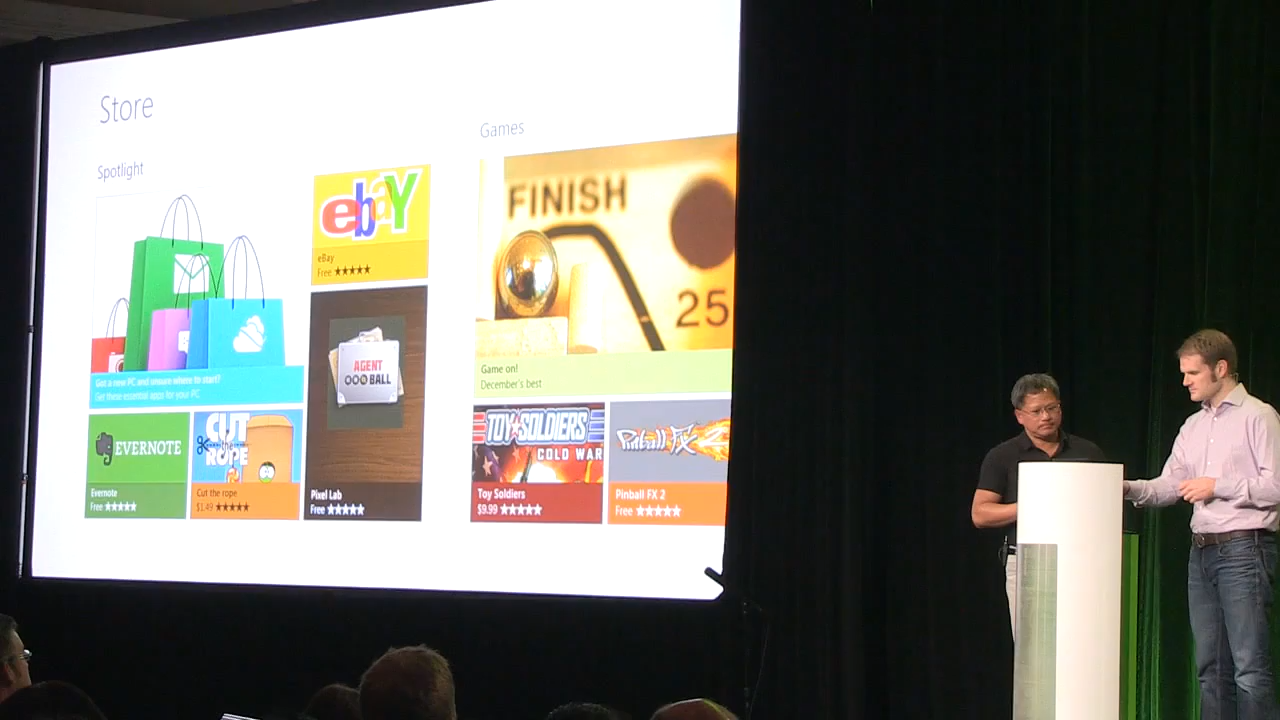 Store
Spotlight
ebaY
eBay
Free
Got a new PC and unsure where to start?
Get these essential apps for your PC
EVERNOTE
Evernote
Free
CUT
the
ROPE
Cut the rope
$1.49
AGENT
BALL
Pixel Lab
Free
Games
FINISH
25
Game on!
December's best
TOY SOLDIERS
COLD WAR
Toy Soldiers
$9.99
Pinball FX 2
Pinball FX 2
Free